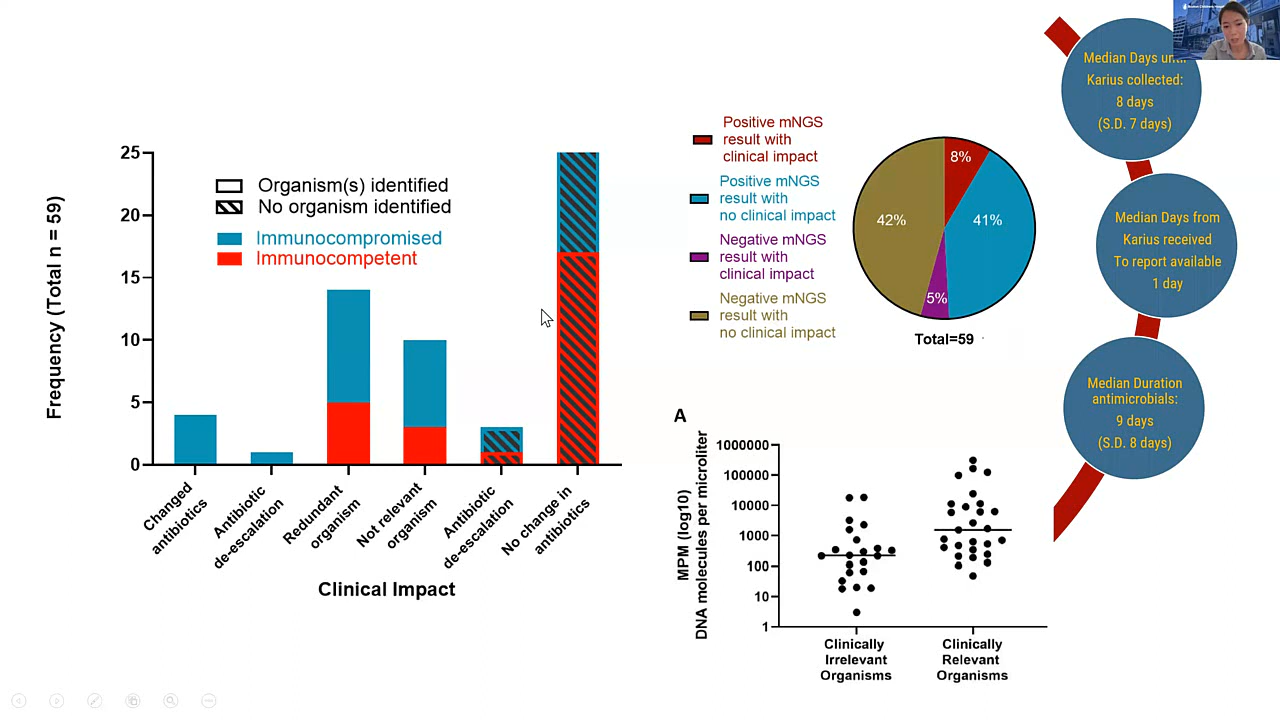 Frequency (Total n = 59)
25
20
15
10
5
0
Organism(s) identified
No organism identified
Immunocompromised
Immunocompetent
Changed
antibiotics
Antibiotic
de-escalation
Redundant
organism
Not relevant
organism
Antibiotic
de-escalation
No change in
antibiotics
Clinical Impact
Positive mNGS
result with
clinical impact
Positive mNGS
result with
no clinical impact
Negative mNGS
result with
clinical impact
Negative mNGS
result with
no clinical impact
8%
41%
5%
42%
Total=59
A
MPM (log10)
DNA molecules per microliter
1000000
100000
10000
1000
100
10
1
Clinically
Irrelevant
Organisms
Clinically
Relevant
Organisms
Median Days until
Karius collected:
8 days
(S.D. 7 days)
Median Days from
Karius received
To report available
1 day
Median Duration
antimicrobials:
9 days
(S.D. 8 days)